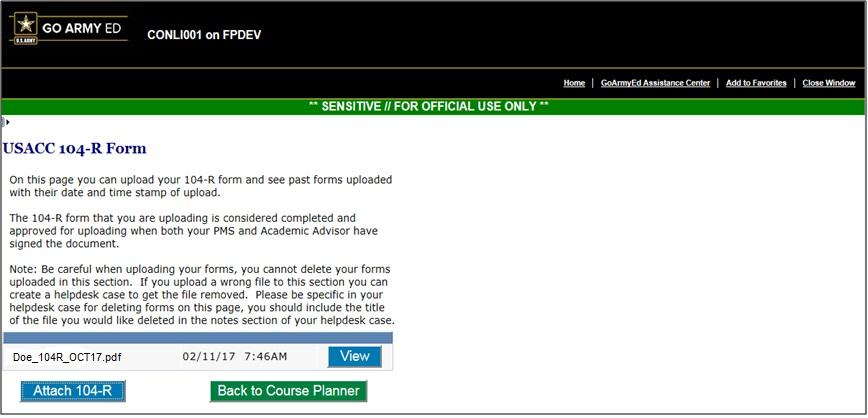 GO ARMY ED
U.S.ARMY
CONLI001 on FPDEV
Home | GoArmyEd Assistance Center | Add to Favorites | Close Window
** SENSITIVE // FOR OFFICIAL USE ONLY **
USACC 104-R Form
On this page you can upload your 104-R form and see past forms uploaded
with their date and time stamp of upload.
The 104-R form that you are uploading is considered completed and
approved for uploading when both your PMS and Academic Advisor have
signed the document.
Note: Be careful when uploading your forms, you cannot delete your forms
uploaded in this section. If you upload a wrong file to this section you can
create a helpdesk case to get the file removed. Please be specific in your
helpdesk case for deleting forms on this page, you should include the title
of the file you would like deleted in the notes section of your helpdesk case.
Doe_104R_OCT17.pdf 02/11/17 7:46AM View
Attach 104-R Back to Course Planner